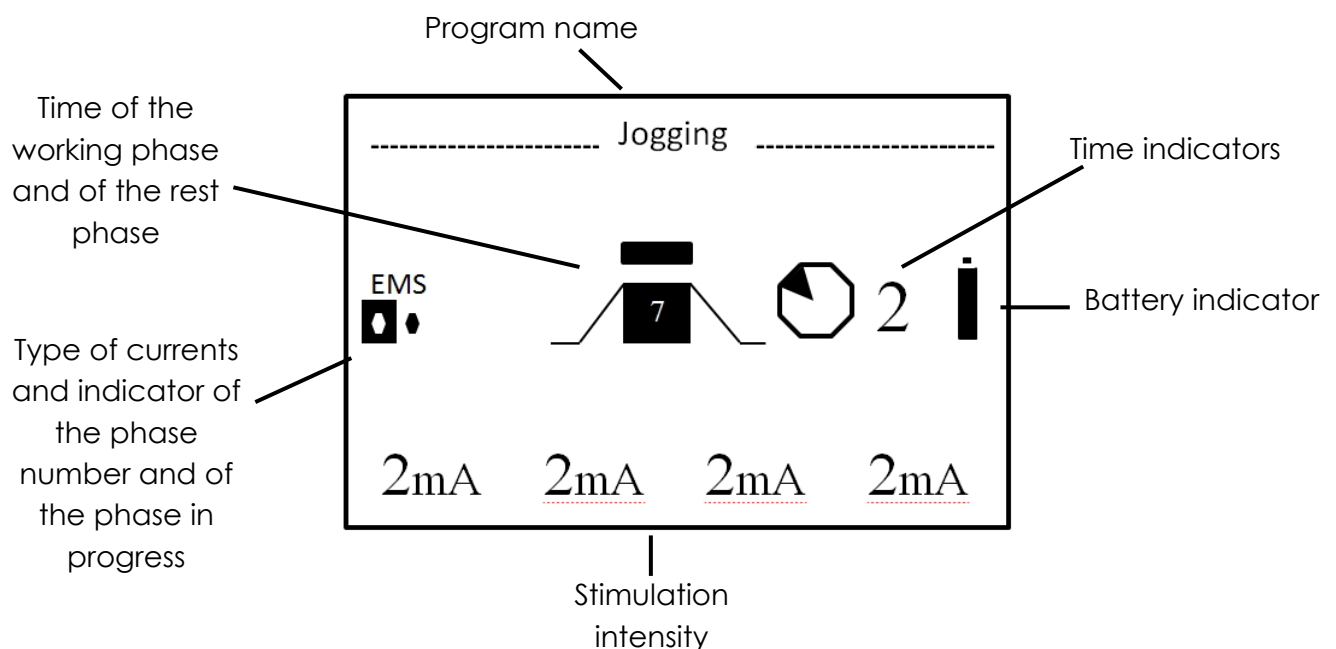 Program name
Time of the
working phase
and of the rest
phase
Jogging
Time indicators
EMS
7
2
Battery indicator
Type of currents
and indicator of
the phase
number and of
the phase in
progress
2mA 2mA 2mA 2mA
Stimulation
intensity